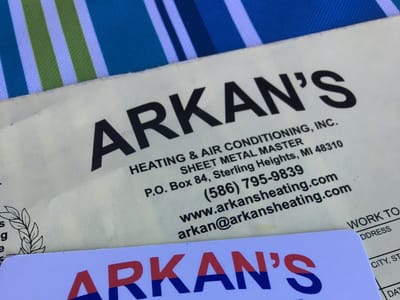 ARKAN'S
HEATING & AIR CONDITIONING, INC.
SHEET METAL MASTER
P.O. Box 84, Sterling Heights, MI 48310
(586) 795-9839
www.arkansheating.com
arkan@arkansheating.com
WORK TO
ADDRESS
CITY, ST
DAT
ARKAN'S